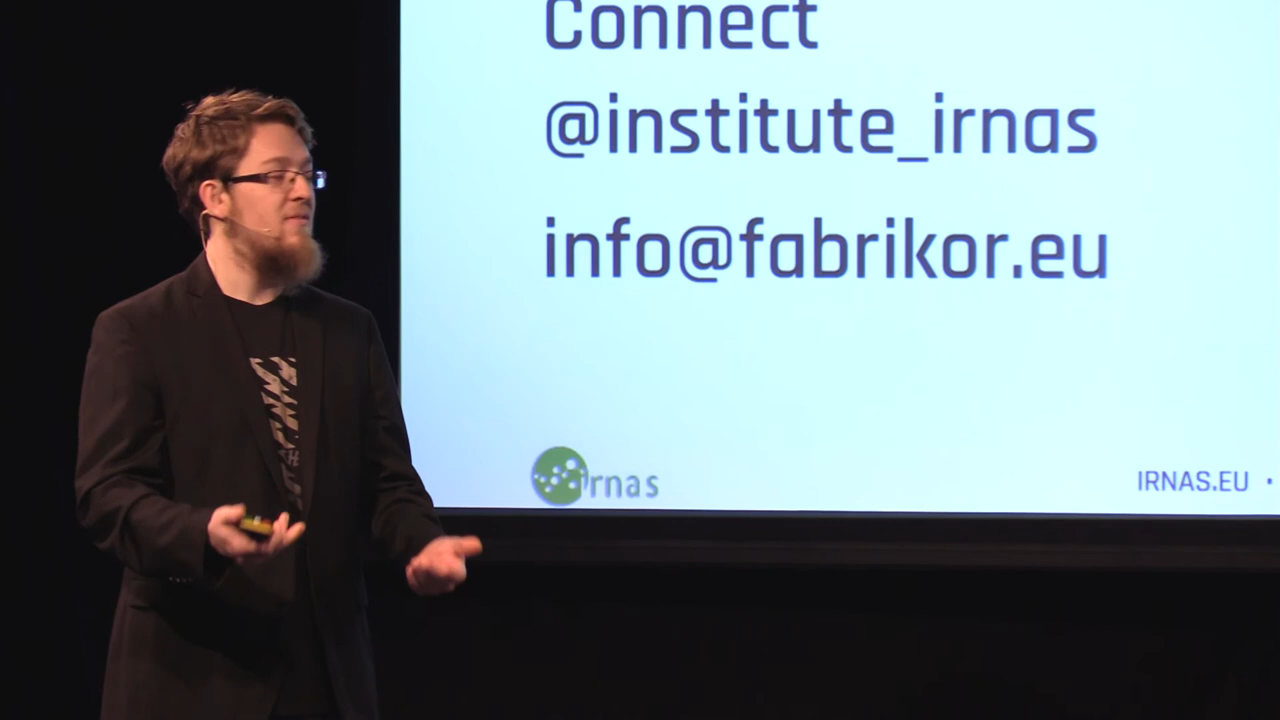 Connect
@institute_irnas
info@fabrikor.eu
irnas
IRNAS.EU •